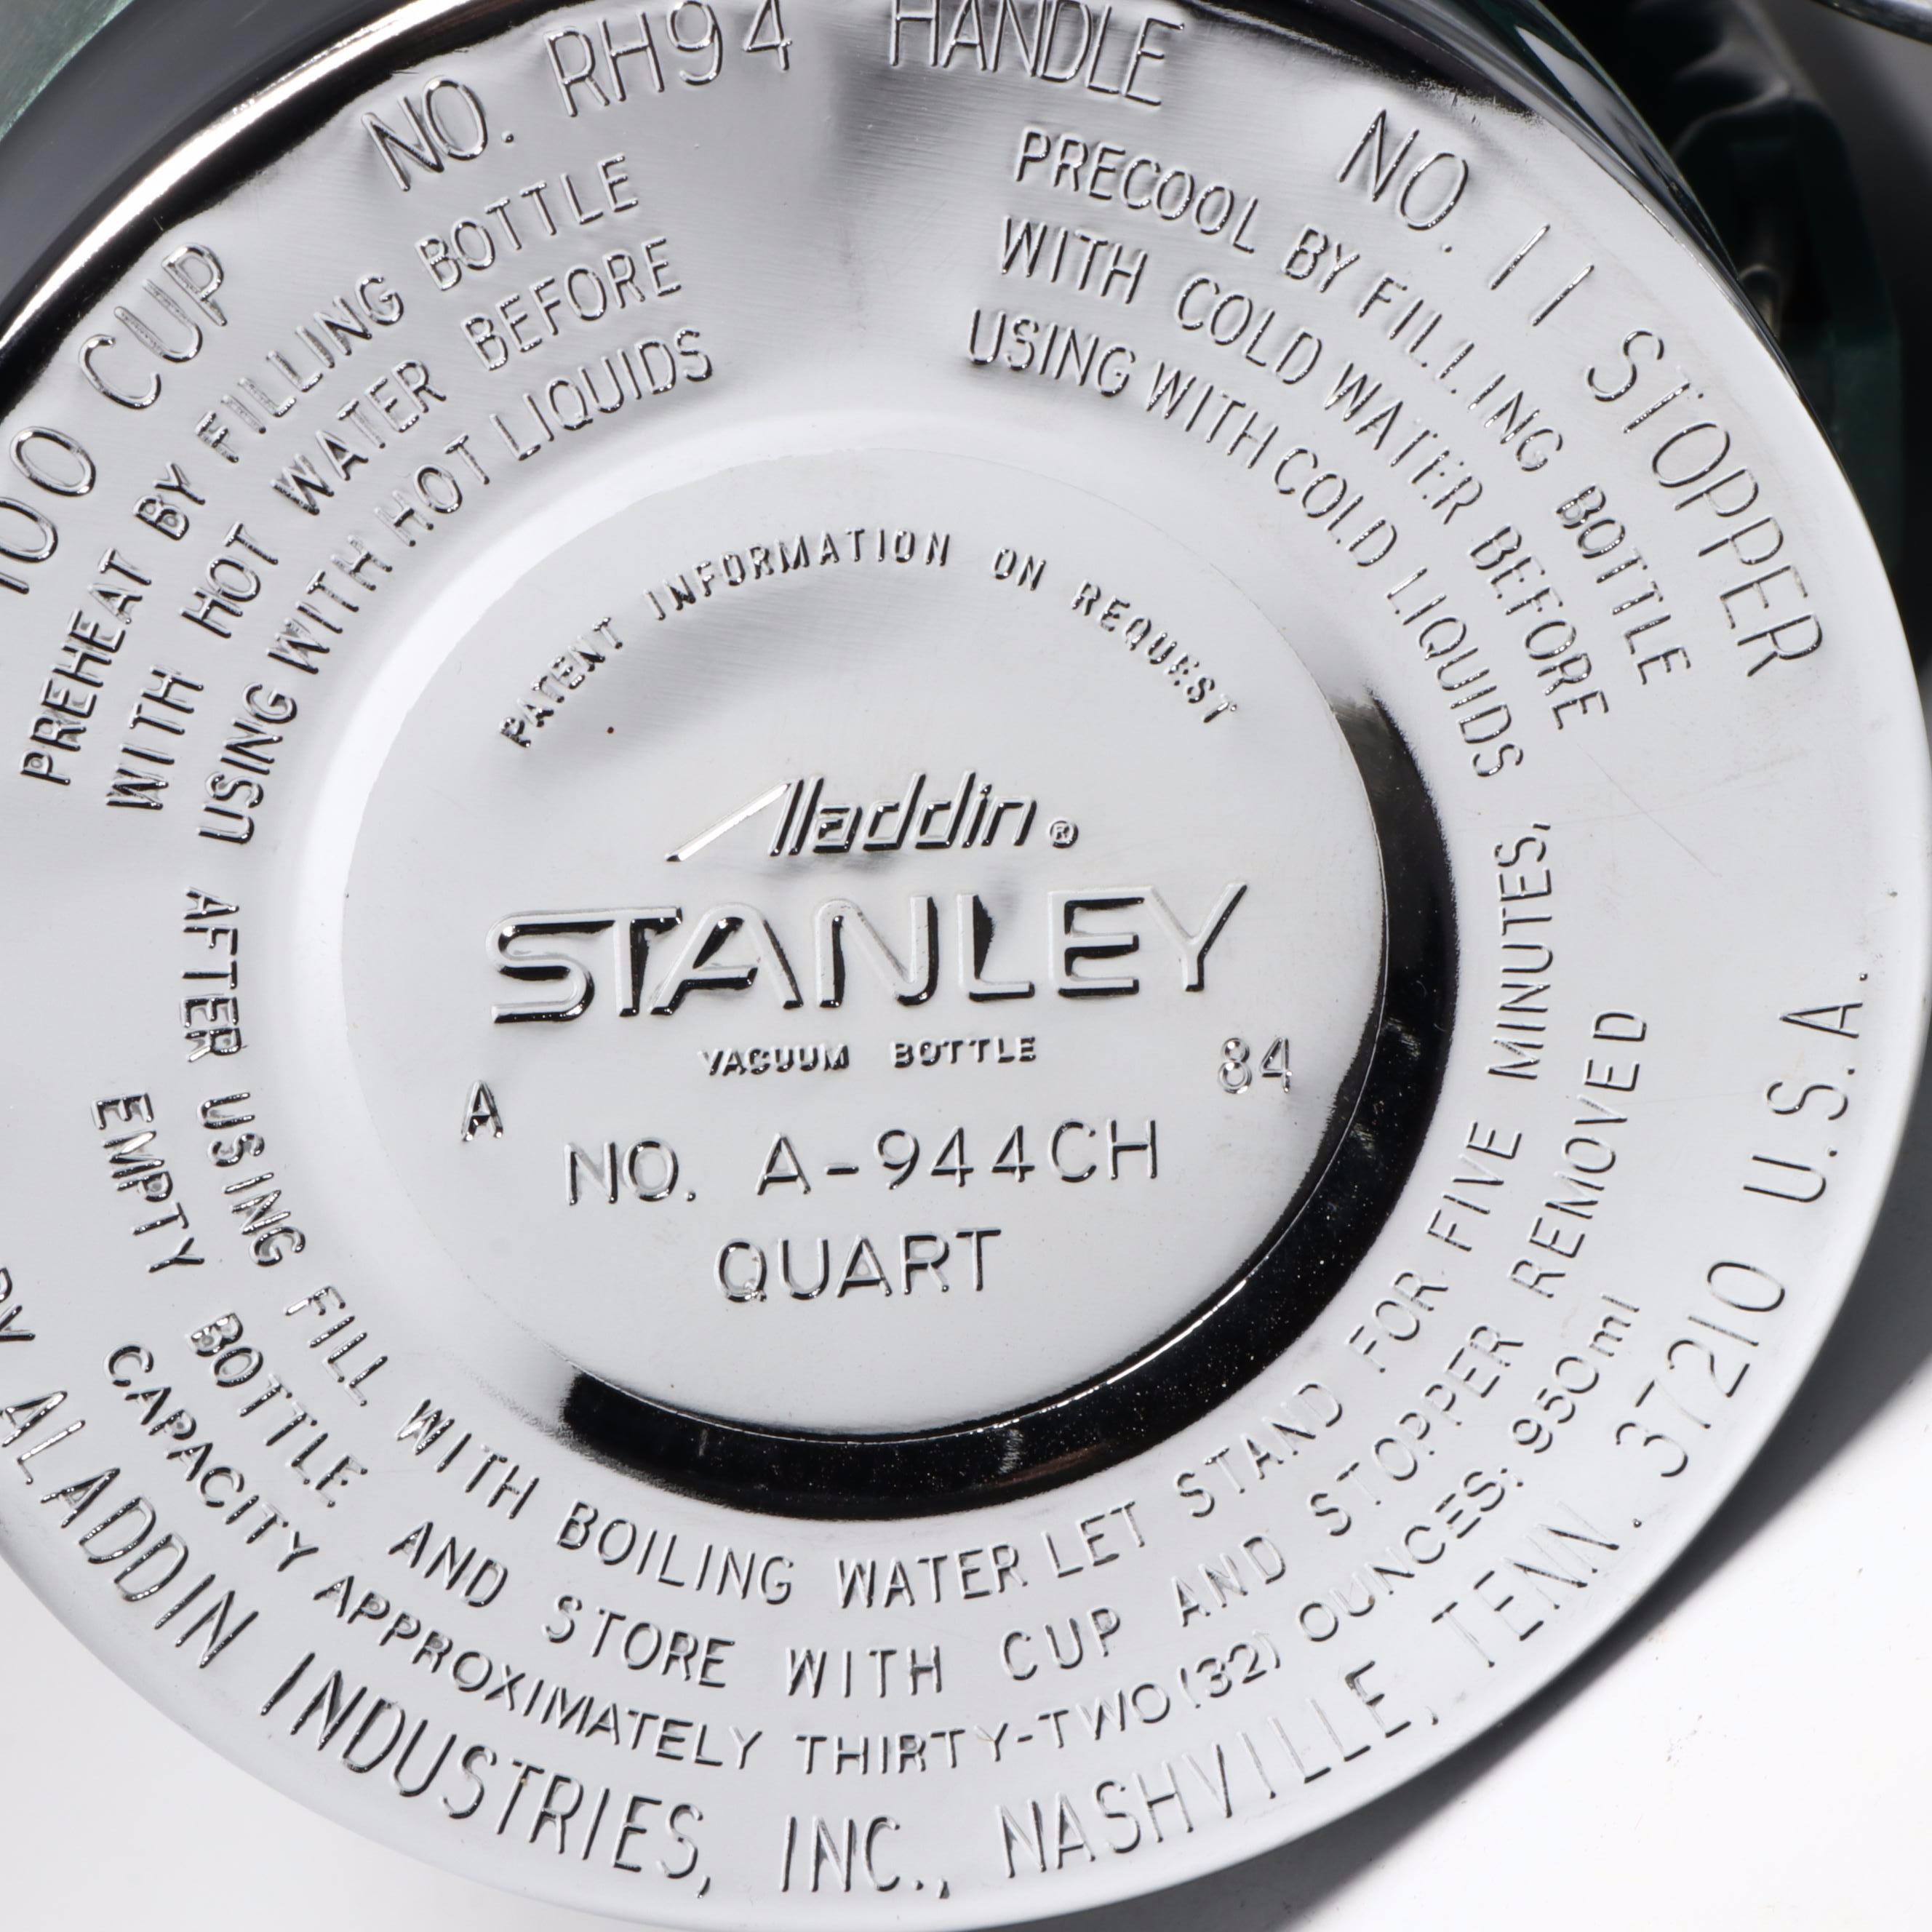 100 CUP NO. RH94 HANDLE NO. 11 STOPPER
PREHEAT BY FILLING BOTTLE
WITH HOT WATER BEFORE
USING WITH HOT LIQUIDS
PRECOOL BY FILLING BOTTLE
WITH COLD WATER BEFORE
USING WITH COLD LIQUIDS
PATENT INFORMATION ON REQUEST
Aladdin®
STANLEY
VACUUM BOTTLE
A 84
NO. A-944CH
QUART
AFTER USING FILL WITH BOILING WATER LET STAND FOR FIVE MINUTES,
EMPTY BOTTLE AND STORE WITH CUP AND STOPPER REMOVED
CAPACITY APPROXIMATELY THIRTY-TWO (32) OUNCES: 950ml
ALADDIN INDUSTRIES, INC., NASHVILLE, TENN. 37210 U.S.A.